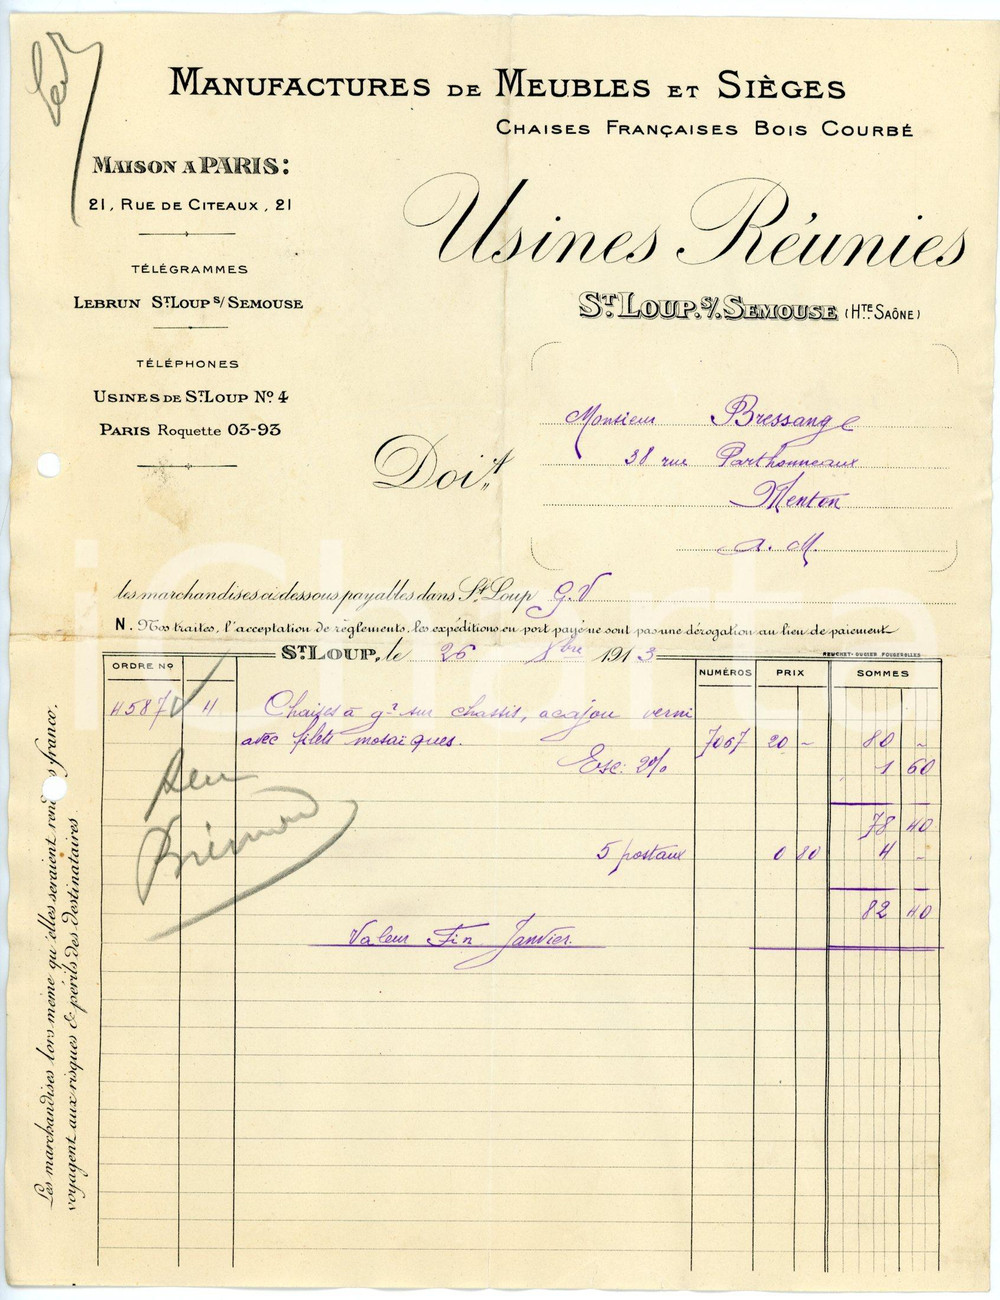 MANUFACTURES DE MEUBLES ET SIÈGES
CHAISES FRANÇAISES BOIS COURBÉ
MAISON A PARIS:
21, RUE DE CITEAUX, 21
TÉLÉGRAMMES
LEBRUN ST LOUP S/ SEMOUSE
TÉLÉPHONES
USINES DE ST LOUP No 4
PARIS Roquette 03-93
Usines Réunies
ST LOUP. S/. SEMOUSE (HTE SAÔNE)
Doi„t
Monsieur Bressange
38 rue Parthonneaux
Menton
A. M.
les marchandises ci dessous payables dans St Loup G.V
N. Nos traites, l'acceptation de règlements, les expéditions en port payé ne sont pas une dérogation au lieu de paiement
ST LOUP, le 26 Xbre 1913
ORDRE No NUMÉROS PRIX SOMMES
4587 4 Chaises à gr sur chassis, acajou verni
avec filets mosaïques. 7067 20 - 80 -
Esc: 2% 1 60
78 40
5 postaux 0 80 4 -
82 40
Valeur Fin Janvier.
Les marchandises lors même qu'elles seraient rendues franco,
voyagent aux risques & périls des destinataires
iCharta